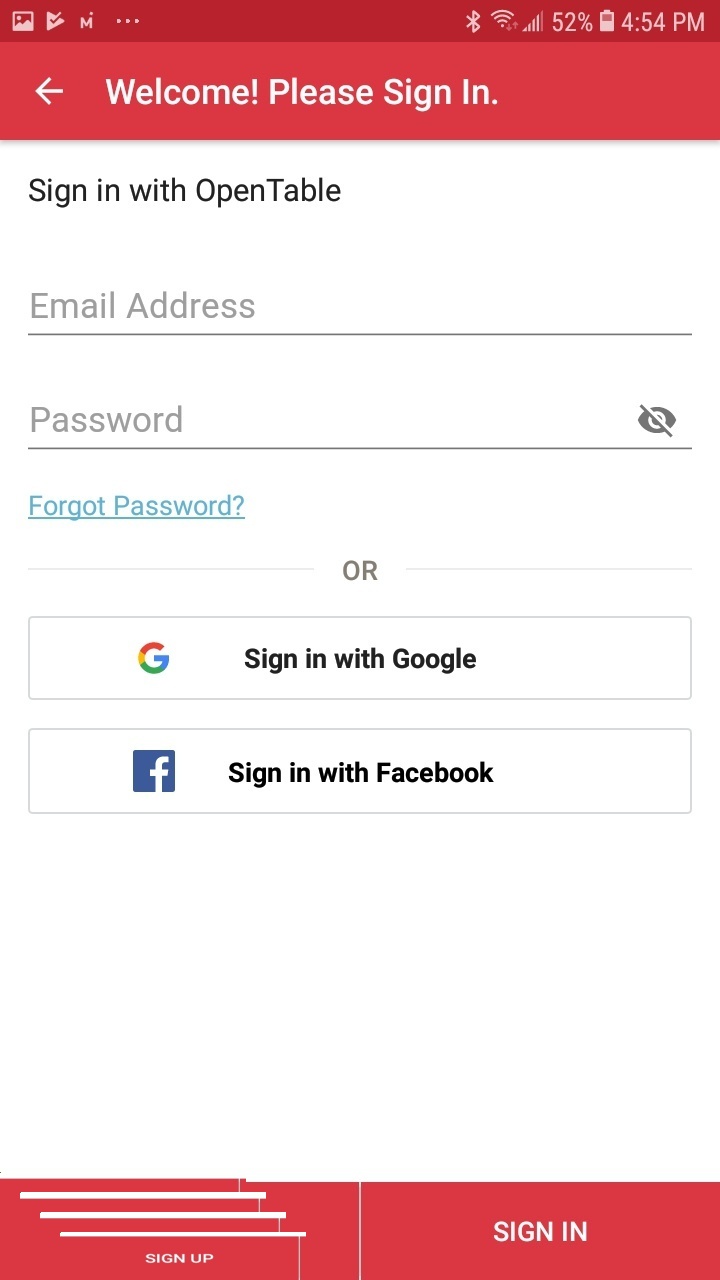 52% 4:54 PM
Welcome! Please Sign In.
Sign in with OpenTable
Email Address
Password
Forgot Password?
OR
Sign in with Google
Sign in with Facebook
SIGN UP
SIGN IN